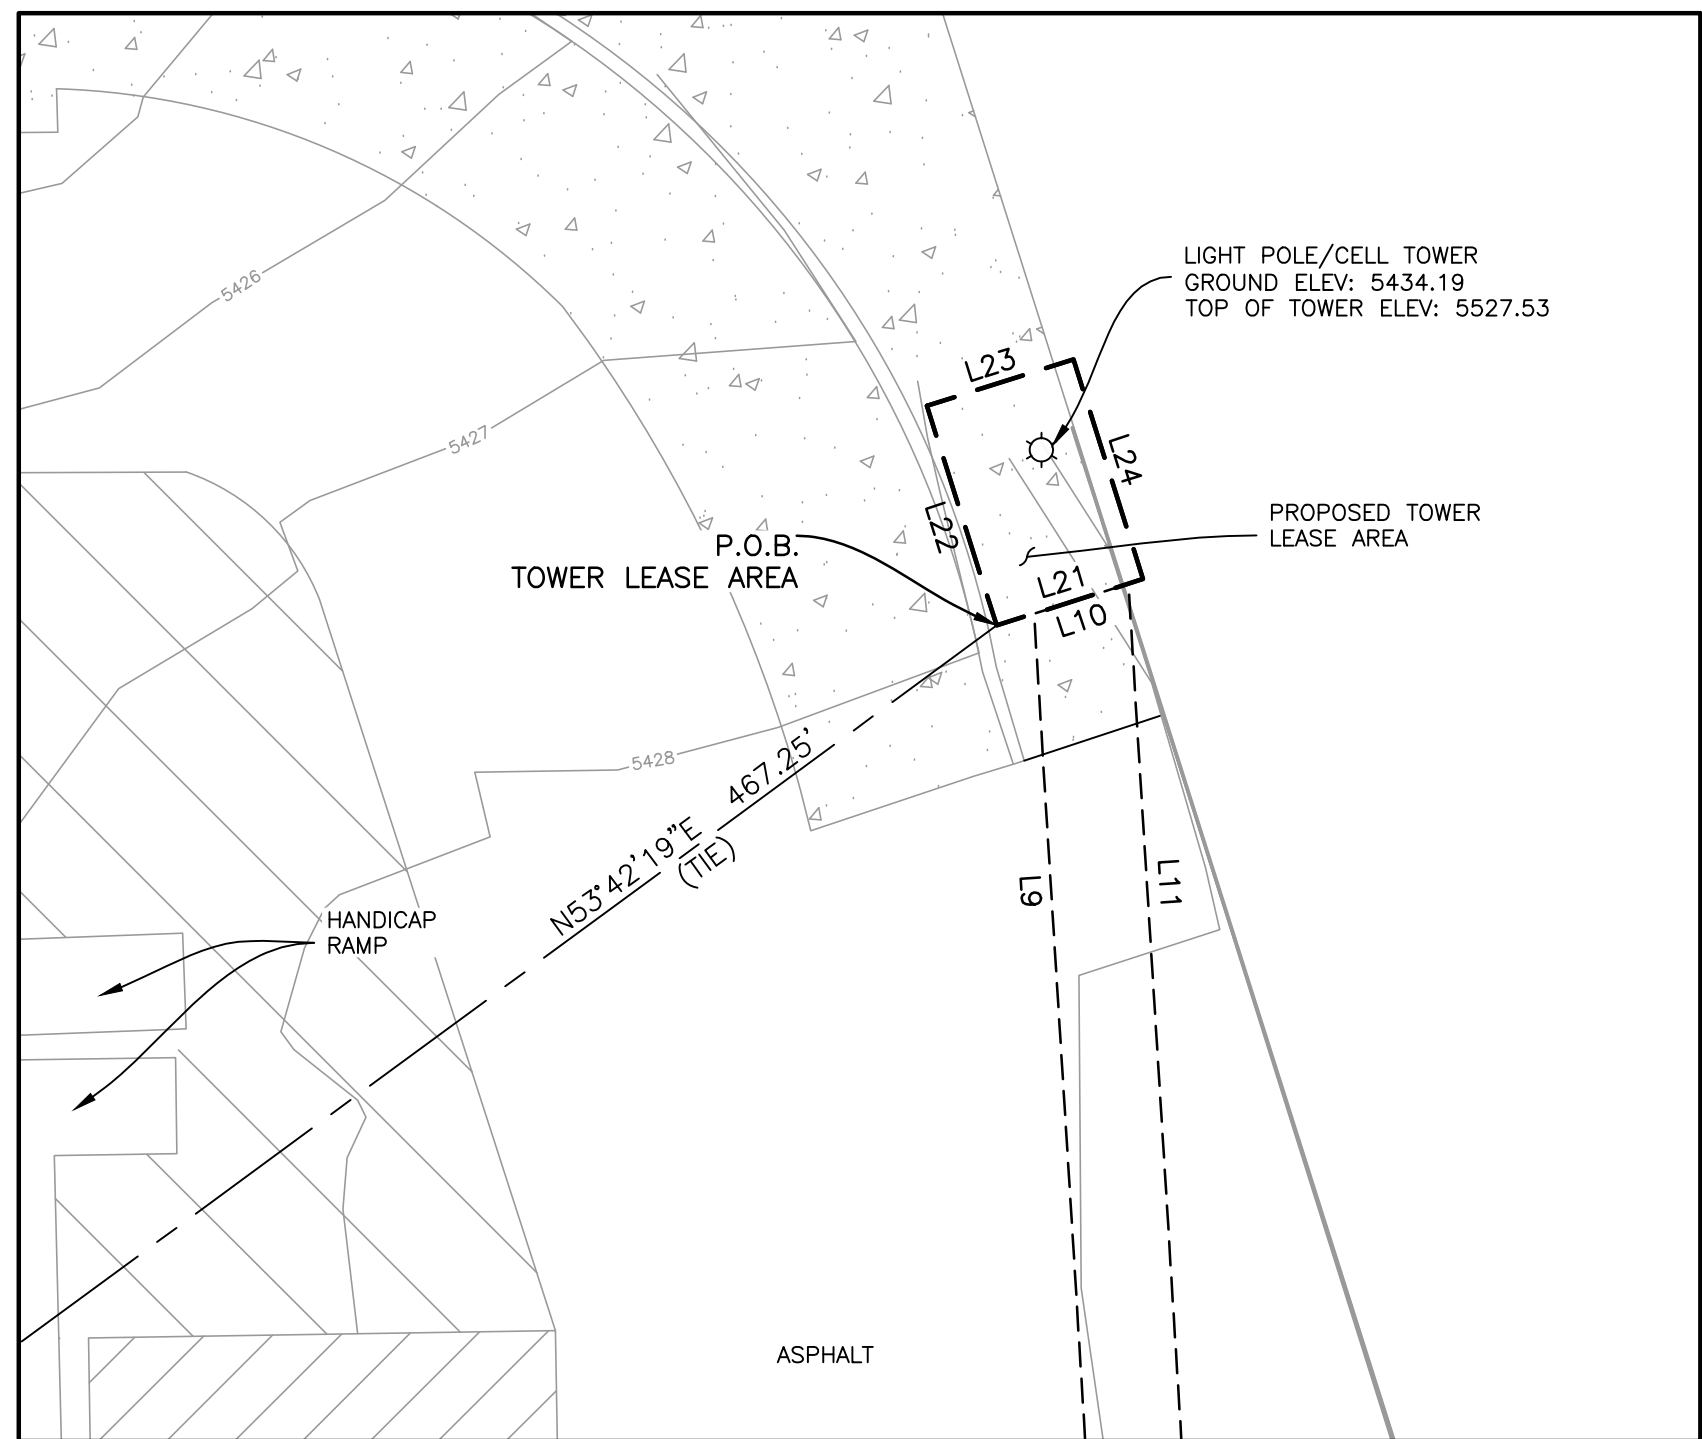 5426
LIGHT POLE/CELL TOWER
GROUND ELEV: 5434.19
TOP OF TOWER ELEV: 5527.53
L23
L24
5427
L22
PROPOSED TOWER
LEASE AREA
P.O.B.
TOWER LEASE AREA
L21
L10
5428
N53°42'19"E 467.25'
(TIE)
L9
L11
HANDICAP
RAMP
ASPHALT